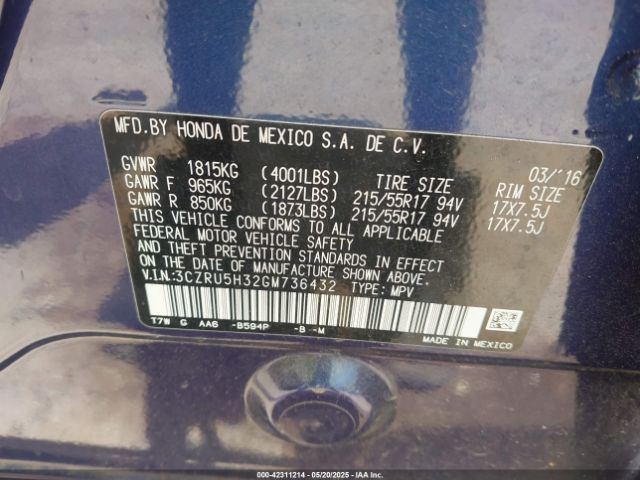 MFD.BY HONDA DE MEXICO S.A. DE C.V.
03/'16
GVWR 1815KG (4001LBS) TIRE SIZE RIM SIZE
GAWR F 965KG (2127LBS) 215/55R17 94V 17X7.5J
GAWR R 850KG (1873LBS) 215/55R17 94V 17X7.5J
THIS VEHICLE CONFORMS TO ALL APPLICABLE
FEDERAL MOTOR VEHICLE SAFETY
AND THEFT PREVENTION STANDARDS IN EFFECT
ON THE DATE OF MANUFACTURE SHOWN ABOVE.
V.I.N.:3CZRU5H32GM736432 TYPE: MPV
T7W G AA6 -B594P -B -M
MADE IN MEXICO
000-42311214 - 05/20/2025 - IAA Inc.